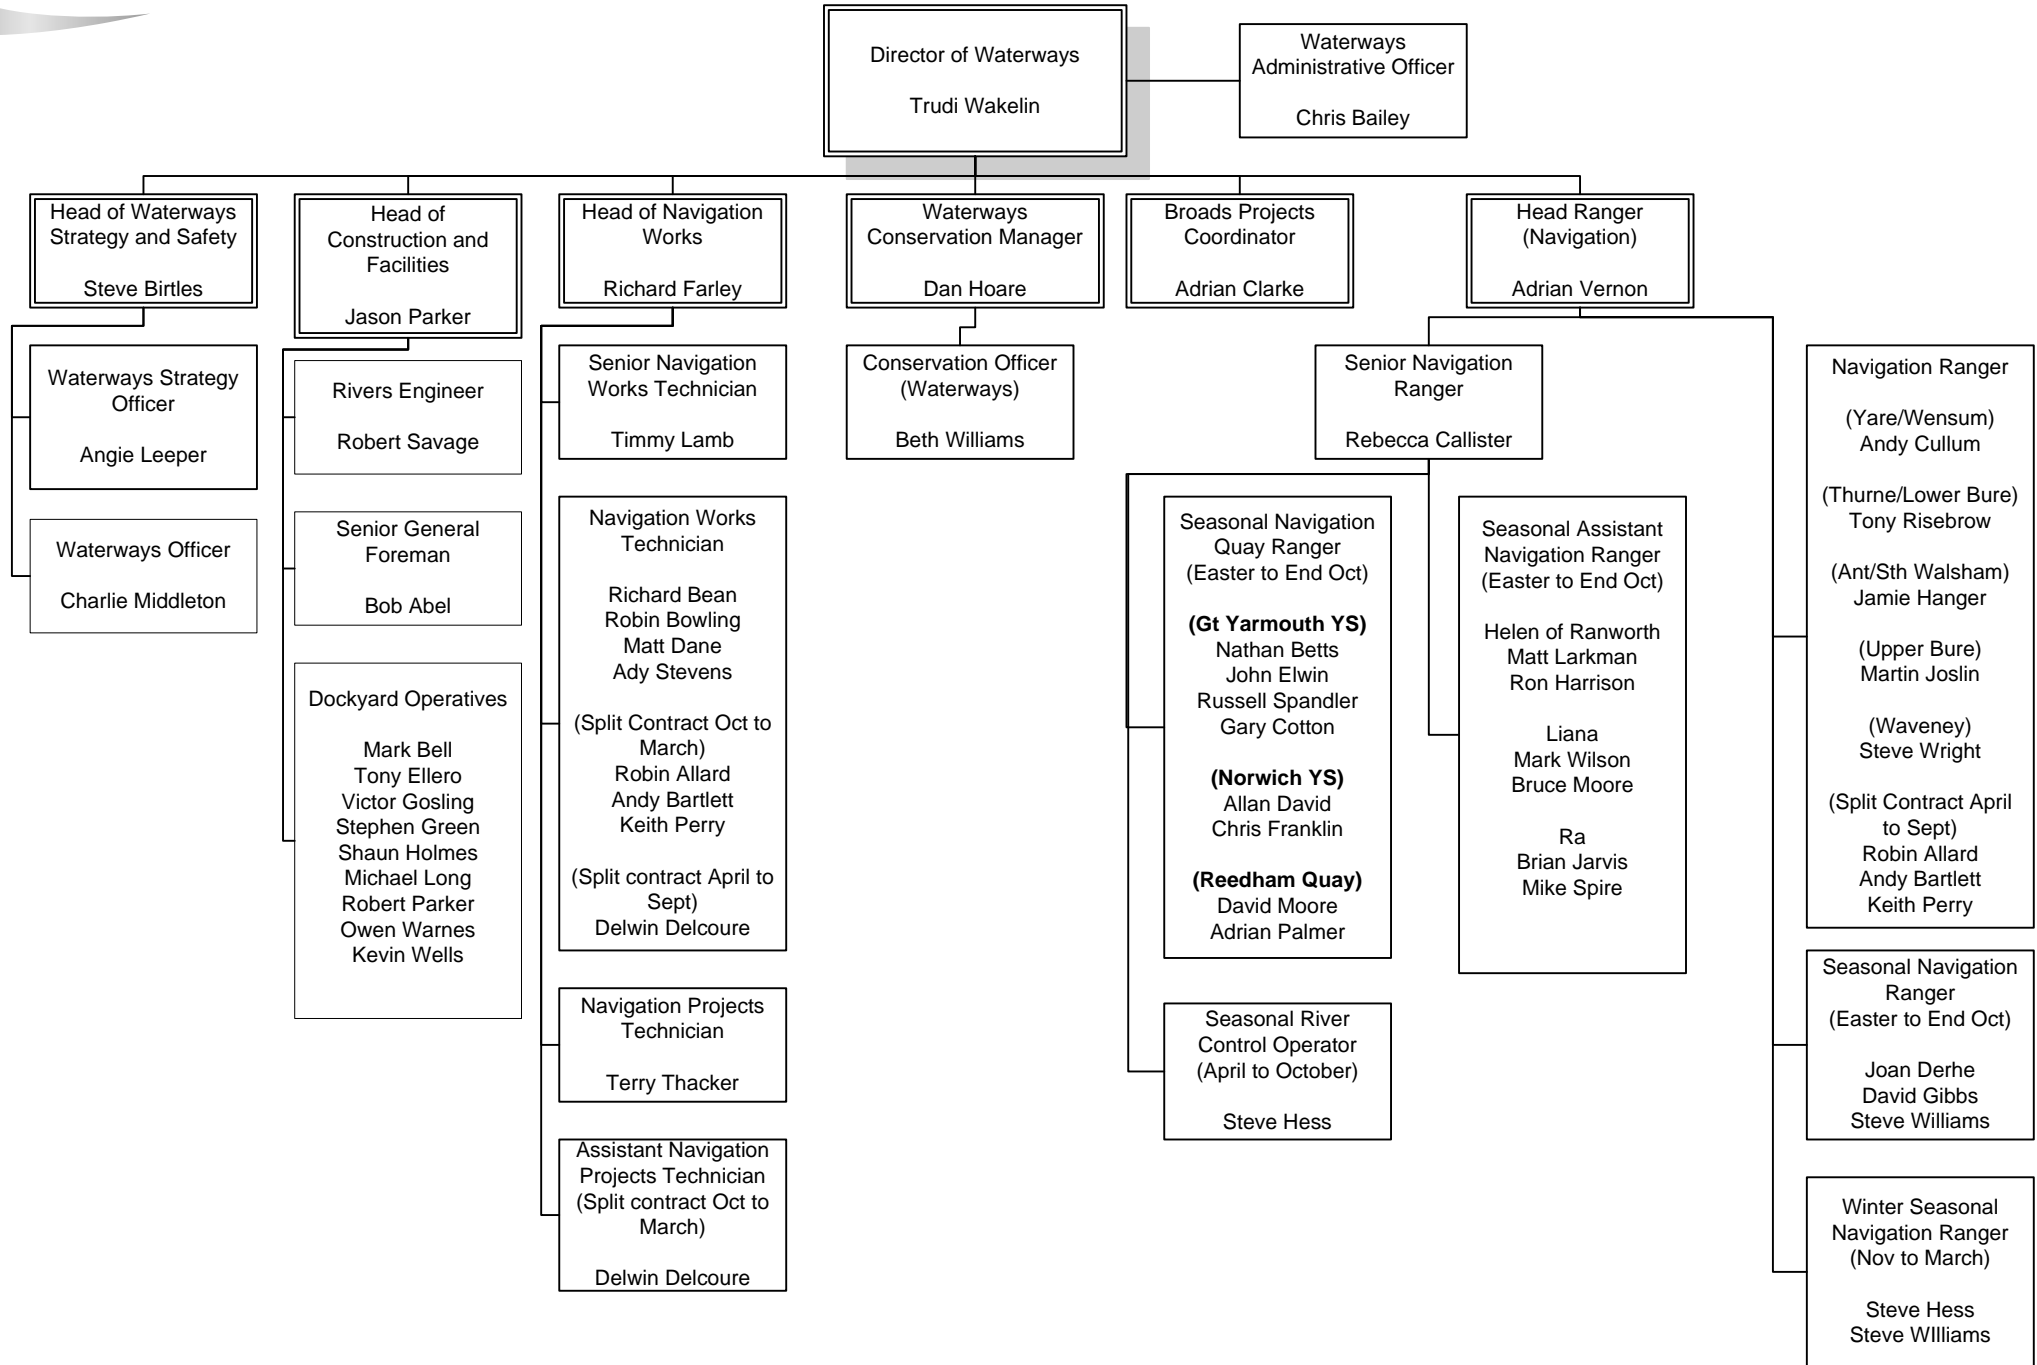 Director of Waterways
Trudi Wakelin
Waterways
Administrative Officer
Chris Bailey
Head of Waterways
Strategy and Safety
Steve Birtles
Head of
Construction and
Facilities
Jason Parker
Head of Navigation
Works
Richard Farley
Waterways
Conservation Manager
Dan Hoare
Broads Projects
Coordinator
Adrian Clarke
Head Ranger
(Navigation)
Adrian Vernon
Waterways Strategy
Officer
Angie Leeper
Waterways Officer
Charlie Middleton
Rivers Engineer
Robert Savage
Senior General
Foreman
Bob Abel
Dockyard Operatives
Mark Bell
Tony Ellero
Victor Gosling
Stephen Green
Shaun Holmes
Michael Long
Robert Parker
Owen Warnes
Kevin Wells
Senior Navigation
Works Technician
Timmy Lamb
Navigation Works
Technician
Richard Bean
Robin Bowling
Matt Dane
Ady Stevens
(Split Contract Oct to
March)
Robin Allard
Andy Bartlett
Keith Perry
(Split contract April to
Sept)
Delwin Delcoure
Navigation Projects
Technician
Terry Thacker
Assistant Navigation
Projects Technician
(Split contract Oct to
March)
Delwin Delcoure
Conservation Officer
(Waterways)
Beth Williams
Senior Navigation
Ranger
Rebecca Callister
Seasonal Navigation
Quay Ranger
(Easter to End Oct)
(Gt Yarmouth YS)
Nathan Betts
John Elwin
Russell Spandler
Gary Cotton
(Norwich YS)
Allan David
Chris Franklin
(Reedham Quay)
David Moore
Adrian Palmer
Seasonal River
Control Operator
(April to October)
Steve Hess
Seasonal Assistant
Navigation Ranger
(Easter to End Oct)
Helen of Ranworth
Matt Larkman
Ron Harrison
Liana
Mark Wilson
Bruce Moore
Ra
Brian Jarvis
Mike Spire
Navigation Ranger
(Yare/Wensum)
Andy Cullum
(Thurne/Lower Bure)
Tony Risebrow
(Ant/Sth Walsham)
Jamie Hanger
(Upper Bure)
Martin Joslin
(Waveney)
Steve Wright
(Split Contract April
to Sept)
Robin Allard
Andy Bartlett
Keith Perry
Seasonal Navigation
Ranger
(Easter to End Oct)
Joan Derhe
David Gibbs
Steve Williams
Winter Seasonal
Navigation Ranger
(Nov to March)
Steve Hess
Steve WIlliams